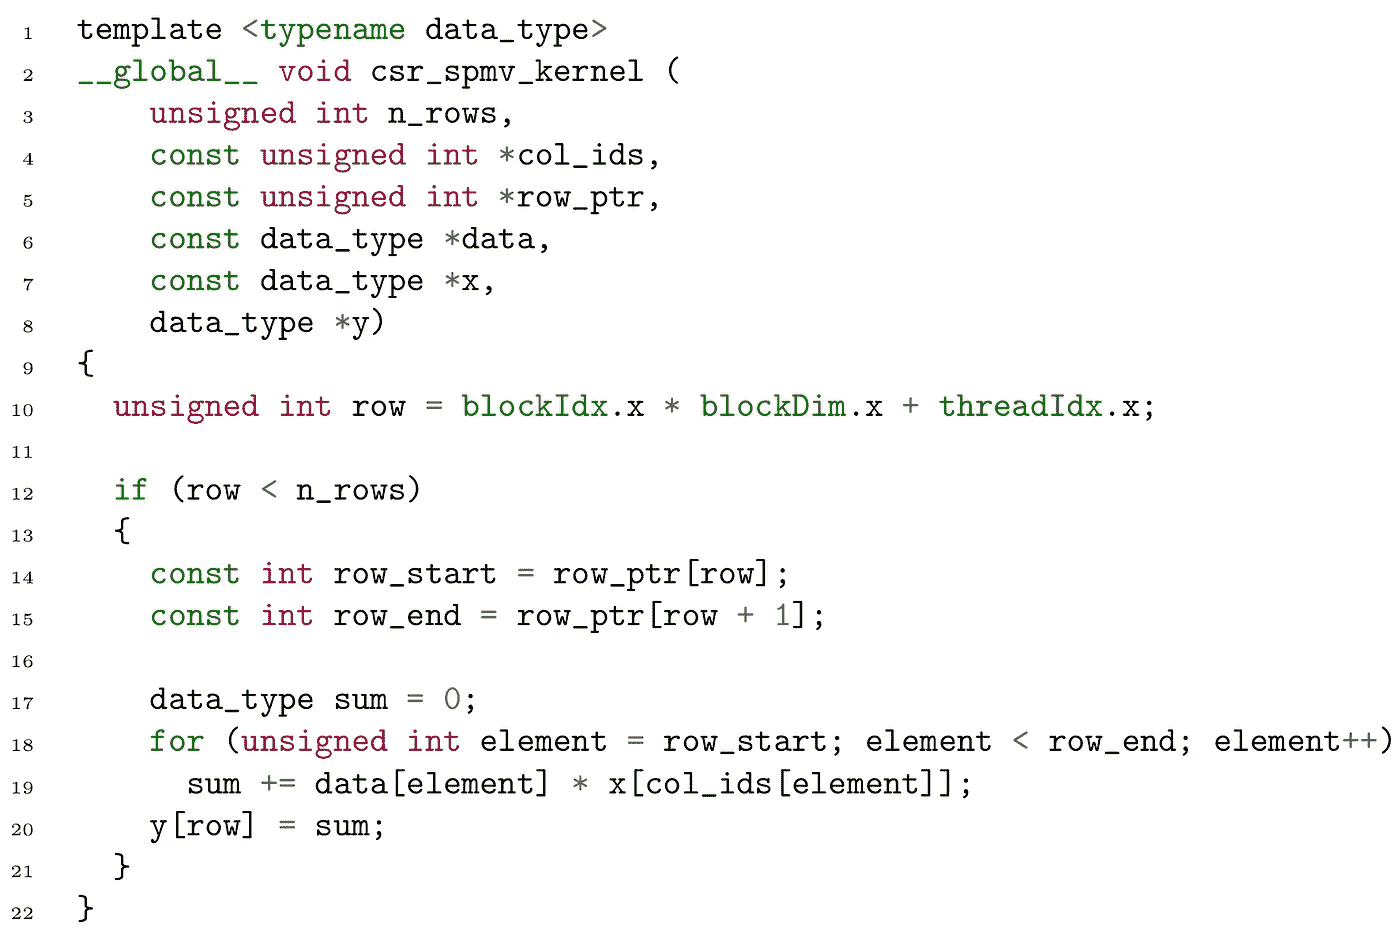 1 template <typename data_type>
2 __global__ void csr_spmv_kernel (
3     unsigned int n_rows,
4     const unsigned int *col_ids,
5     const unsigned int *row_ptr,
6     const data_type *data,
7     const data_type *x,
8     data_type *y)
9 {
10   unsigned int row = blockIdx.x * blockDim.x + threadIdx.x;
11
12   if (row < n_rows)
13   {
14     const int row_start = row_ptr[row];
15     const int row_end = row_ptr[row + 1];
16
17     data_type sum = 0;
18     for (unsigned int element = row_start; element < row_end; element++)
19       sum += data[element] * x[col_ids[element]];
20     y[row] = sum;
21   }
22 }